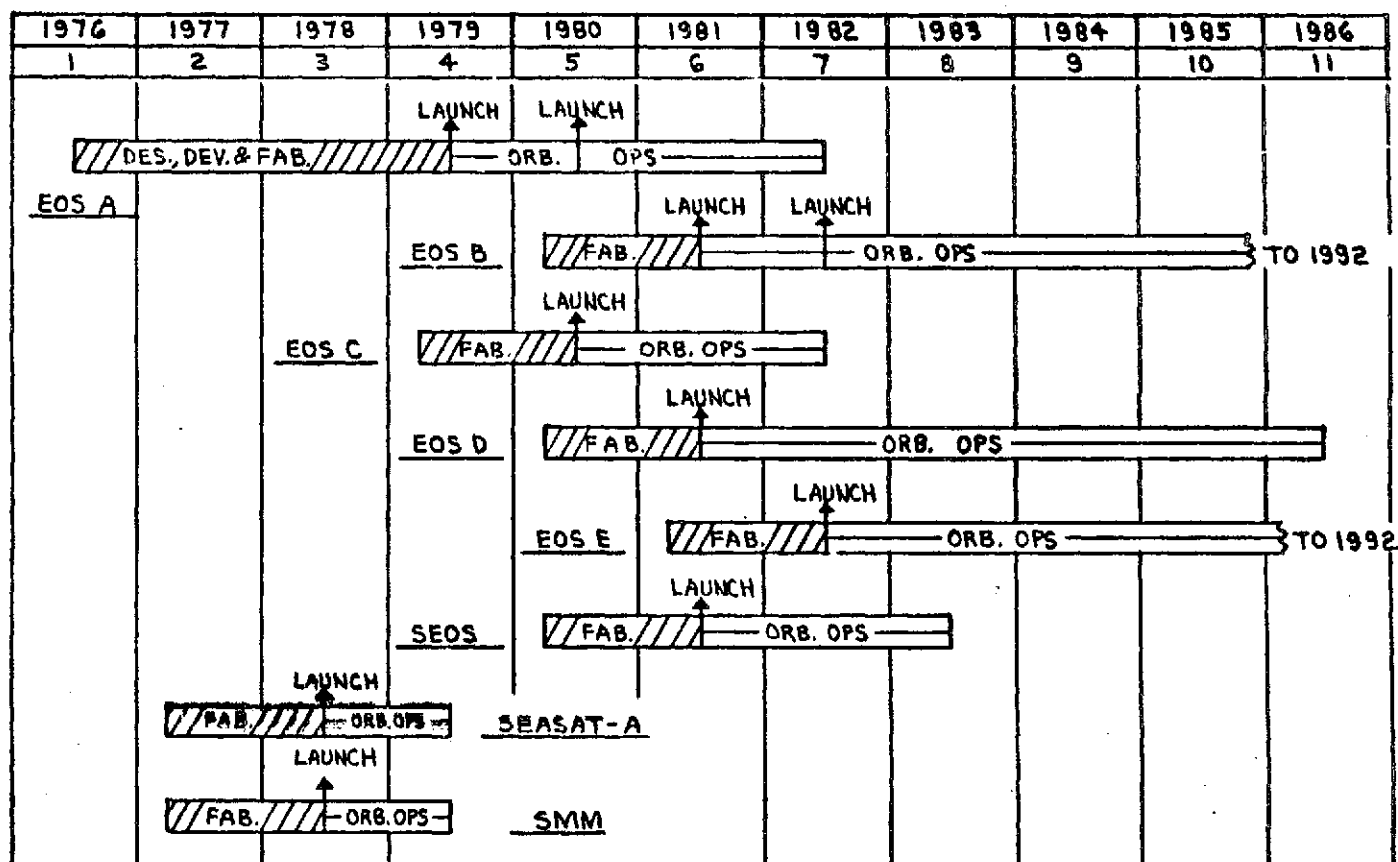 1976 1977 1978 1979 1980 1981 1982 1983 1984 1985 1986
1 2 3 4 5 6 7 8 9 10 11
LAUNCH LAUNCH
DES., DEV. & FAB. ORB. OPS
EOS A
LAUNCH LAUNCH
EOS B FAB. ORB. OPS TO 1992
LAUNCH
EOS C FAB. ORB. OPS
LAUNCH
EOS D FAB. ORB. OPS
LAUNCH
EOS E FAB. ORB. OPS TO 1992
LAUNCH
SEOS FAB. ORB. OPS
LAUNCH
FAB. ORB. OPS SEASAT-A
LAUNCH
FAB. ORB. OPS SMM